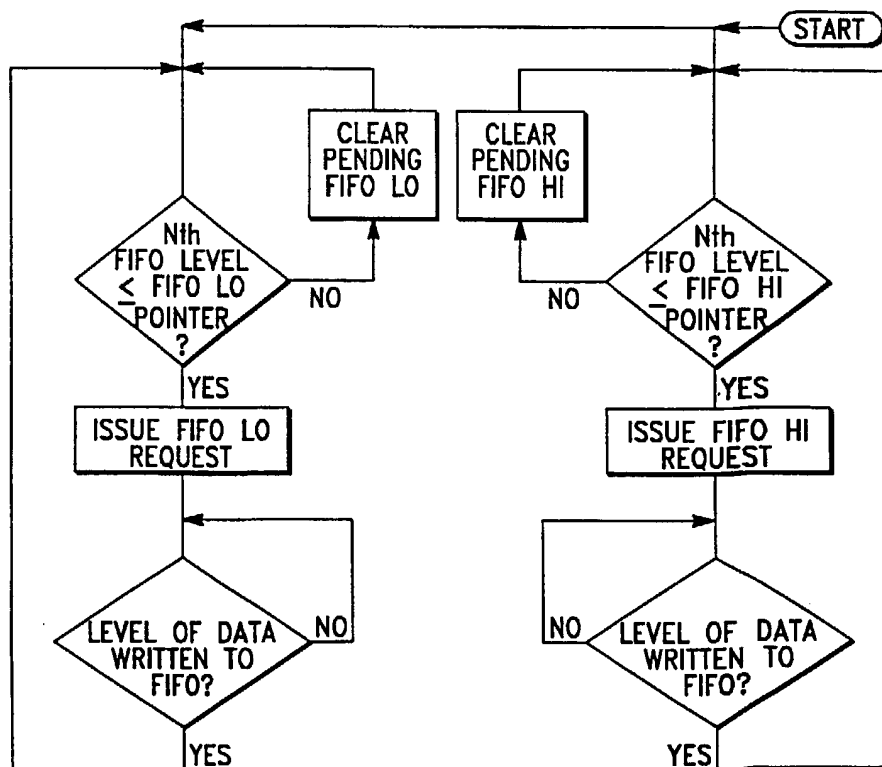 START
CLEAR
PENDING
FIFO LO
CLEAR
PENDING
FIFO HI
Nth
FIFO LEVEL
≤ FIFO LO
POINTER
?
NO
YES
Nth
FIFO LEVEL
≤ FIFO HI
POINTER
?
NO
YES
ISSUE FIFO LO
REQUEST
ISSUE FIFO HI
REQUEST
LEVEL OF DATA
WRITTEN TO
FIFO?
NO
YES
LEVEL OF DATA
WRITTEN TO
FIFO?
NO
YES